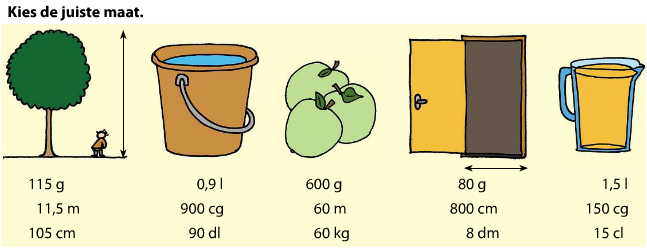 Kies de juiste maat.
115 g 0,9 l 600 g 80 g 1,5 l
11,5 m 900 cg 60 m 800 cm 150 cg
105 cm 90 dl 60 kg 8 dm 15 cl